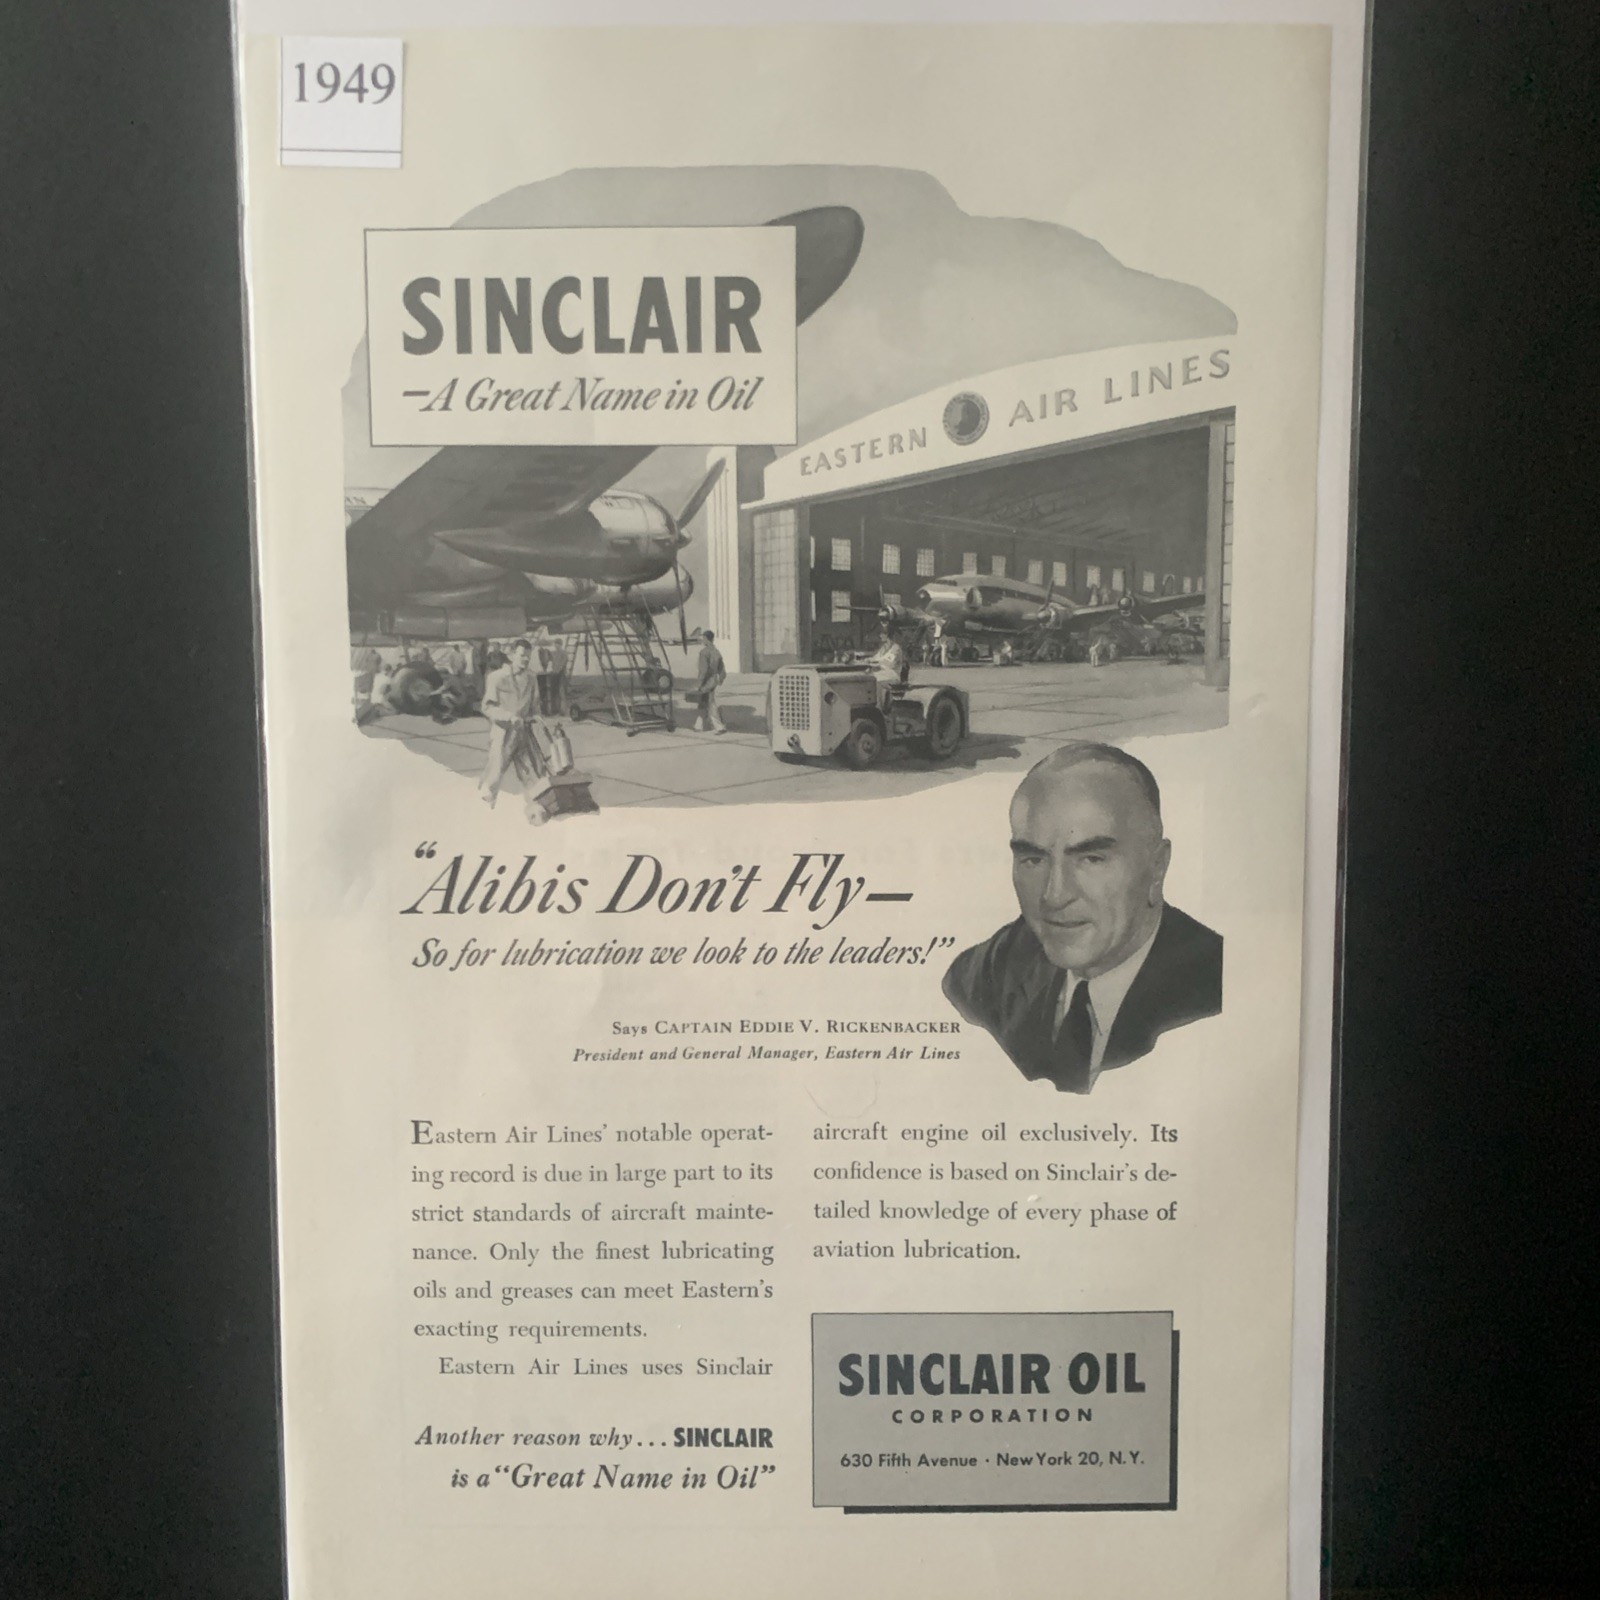 1949
SINCLAIR
—A Great Name in Oil
EASTERN AIR LINES
"Alibis Don't Fly—
So for lubrication we look to the leaders!"
Says CAPTAIN EDDIE V. RICKENBACKER
President and General Manager, Eastern Air Lines
Eastern Air Lines' notable operat-
ing record is due in large part to its
strict standards of aircraft mainte-
nance. Only the finest lubricating
oils and greases can meet Eastern's
exacting requirements.
Eastern Air Lines uses Sinclair
aircraft engine oil exclusively. Its
confidence is based on Sinclair's de-
tailed knowledge of every phase of
aviation lubrication.
Another reason why... SINCLAIR
is a "Great Name in Oil"
SINCLAIR OIL
CORPORATION
630 Fifth Avenue · New York 20, N. Y.